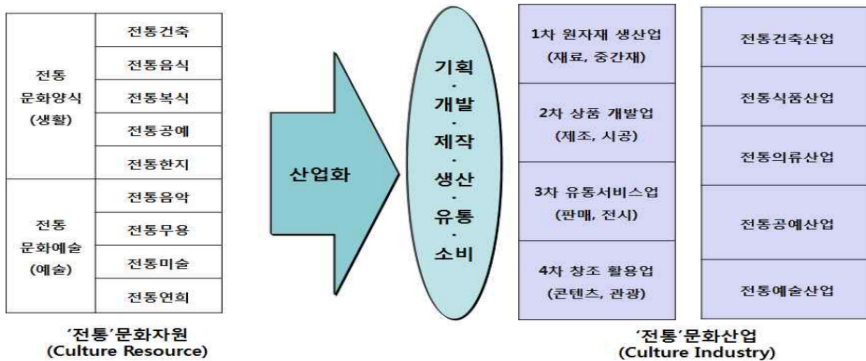 전통
문화양식
(생활)
전통건축
전통음식
전통복식
전통공예
전통한지
전통
문화예술
(예술)
전통음악
전통무용
전통미술
전통연희
'전통'문화자원
(Culture Resource)
산업화
기획
·
개발
·
제작
·
생산
·
유통
·
소비
1차 원자재 생산업
(재료, 중간재)
2차 상품 개발업
(제조, 시공)
3차 유통서비스업
(판매, 전시)
4차 창조 활용업
(콘텐츠, 관광)
전통건축산업
전통식품산업
전통의류산업
전통공예산업
전통예술산업
'전통'문화산업
(Culture Industry)